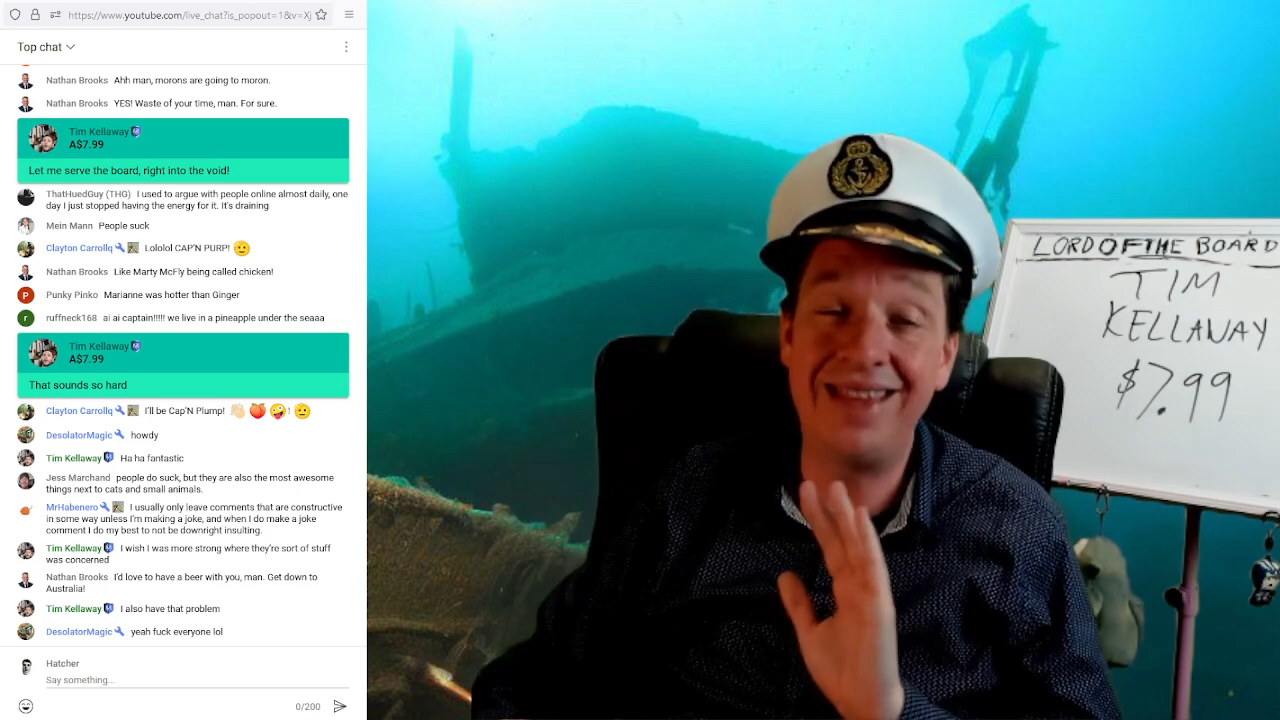 https://www.youtube.com/live_chat?is_popout=1&v=Xj
Top chat
Nathan Brooks Ahh man, morons are going to moron.
Nathan Brooks YES! Waste of your time, man. For sure.
Tim Kellaway
A$7.99
Let me serve the board, right into the void!
ThatHuedGuy (THG) I used to argue with people online almost daily, one
day I just stopped having the energy for it. It's draining
Mein Mann People suck
Clayton Carrollq Lololol CAP'N PURP! 🫡
Nathan Brooks Like Marty McFly being called chicken!
P
Punky Pinko Marianne was hotter than Ginger
r
ruffneck168 ai ai captain!!!!! we live in a pineapple under the seaaa
Tim Kellaway
A$7.99
That sounds so hard
Clayton Carrollq I'll be Cap'N Plump! 👋🏻 🍑 🤪 ! 🫡
DesolatorMagic howdy
Tim Kellaway Ha ha fantastic
Jess Marchand people do suck, but they are also the most awesome
things next to cats and small animals.
MrHabenero I usually only leave comments that are constructive
in some way unless I'm making a joke, and when I do make a joke
comment I do my best to not be downright insulting.
Tim Kellaway I wish I was more strong where they're sort of stuff
was concerned
Nathan Brooks I'd love to have a beer with you, man. Get down to
Australia!
Tim Kellaway I also have that problem
DesolatorMagic yeah fuck everyone lol
Hatcher
Say something...
0/200
LORD OF THE BOARD
TIM
KELLAWAY
$7.99